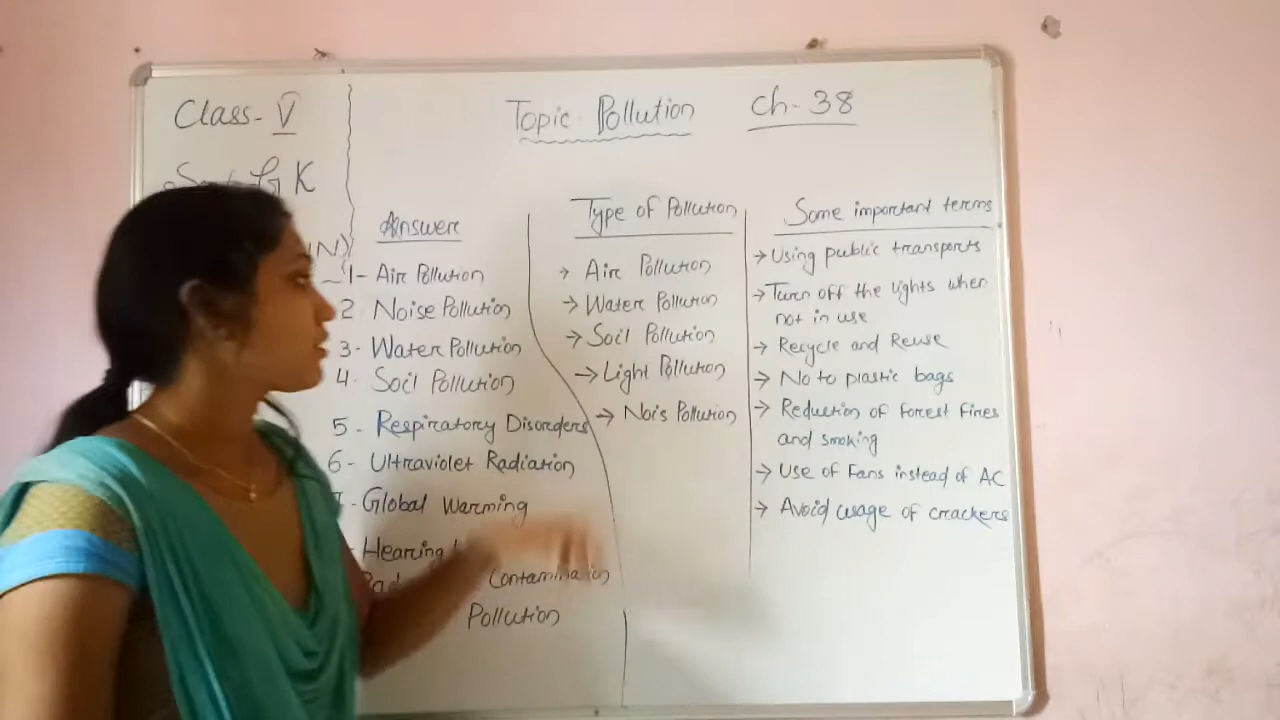 Class - V
Topic - Pollution
Ch - 38
G K
Answer
1 - Air Pollution
2 Noise Pollution
3 - Water Pollution
4 - Soil Pollution
5 - Respiratory Disorders
6 - Ultraviolet Radiation
- Global Warming
Hearing
Contamination
Pollution
Type of Pollution
→ Air Pollution
→ Water Pollution
→ Soil Pollution
→ Light Pollution
→ Nois Pollution
Some important terms
→ Using public transports
→ Turn off the lights when
not in use
→ Recycle and Reuse
→ No to plastic bags
→ Reduction of forest fires
and smoking
→ Use of Fans instead of AC
→ Avoid usage of crackers